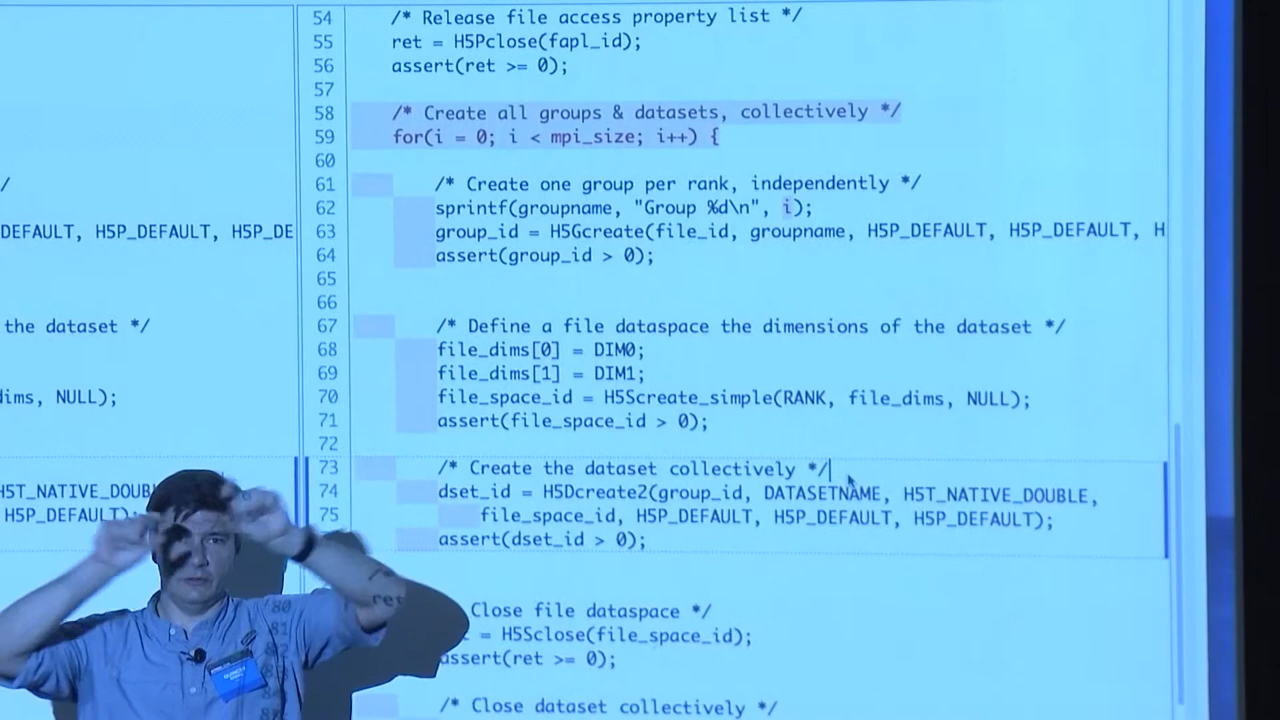 54 /* Release file access property list */
55 ret = H5Pclose(fapl_id);
56 assert(ret >= 0);
57
58 /* Create all groups & datasets, collectively */
59 for(i = 0; i < mpi_size; i++) {
60
/ 61 /* Create one group per rank, independently */
62 sprintf(groupname, "Group %d\n", i);
DEFAULT, H5P_DEFAULT, H5P_DE 63 group_id = H5Gcreate(file_id, groupname, H5P_DEFAULT, H5P_DEFAULT, H
64 assert(group_id > 0);
65
66
the dataset */ 67 /* Define a file dataspace the dimensions of the dataset */
68 file_dims[0] = DIM0;
69 file_dims[1] = DIM1;
dims, NULL); 70 file_space_id = H5Screate_simple(RANK, file_dims, NULL);
71 assert(file_space_id > 0);
72
73 /* Create the dataset collectively */
H5T_NATIVE_DOUB 74 dset_id = H5Dcreate2(group_id, DATASETNAME, H5T_NATIVE_DOUBLE,
H5P_DEFAULT); 75 file_space_id, H5P_DEFAULT, H5P_DEFAULT, H5P_DEFAULT);
assert(dset_id > 0);
Close file dataspace */
= H5Sclose(file_space_id);
80 ret
81 assert(ret >= 0);
/* Close dataset collectively */